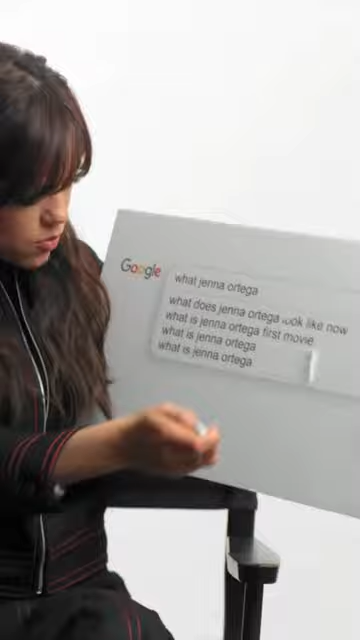 Google
what jenna ortega
what does jenna ortega look like now
what is jenna ortega first movie
what is jenna ortega
what is jenna ortega